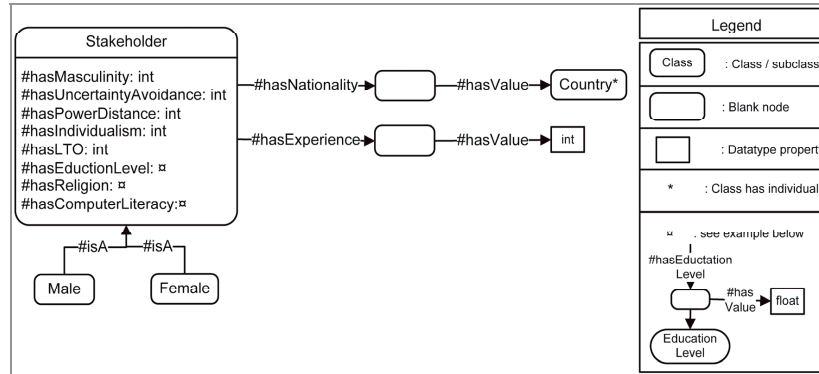 Stakeholder
#hasMasculinity: int
#hasUncertaintyAvoidance: int
#hasPowerDistance: int
#hasIndividualism: int
#hasLTO: int
#hasEductionLevel: ¤
#hasReligion: ¤
#hasComputerLiteracy:¤
#isA
#isA
Male
Female
#hasNationality
#hasValue
Country*
#hasExperience
#hasValue
int
Legend
Class
: Class / subclass
: Blank node
: Datatype propert
* : Class has individual
¤ : see example below
#hasEductation
Level
#has
Value
float
Education
Level